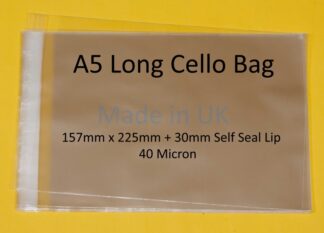 A5 Long Cello Bag
Made in UK
157mm x 225mm + 30mm Self Seal Lip
40 Micron